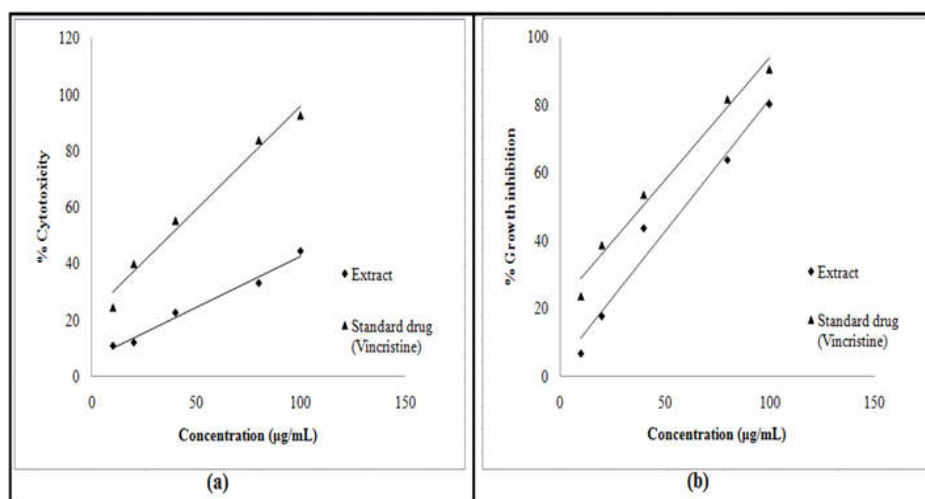 120
100
80
60
40
20
0
% Cytotoxicity
0 50 100 150
Concentration (µg/mL)
Extract
Standard drug
(Vincristine)
(a)
100
80
60
40
20
0
% Growth inhibition
0 50 100 150
Concentration (µg/mL)
Extract
Standard drug
(Vincristine)
(b)